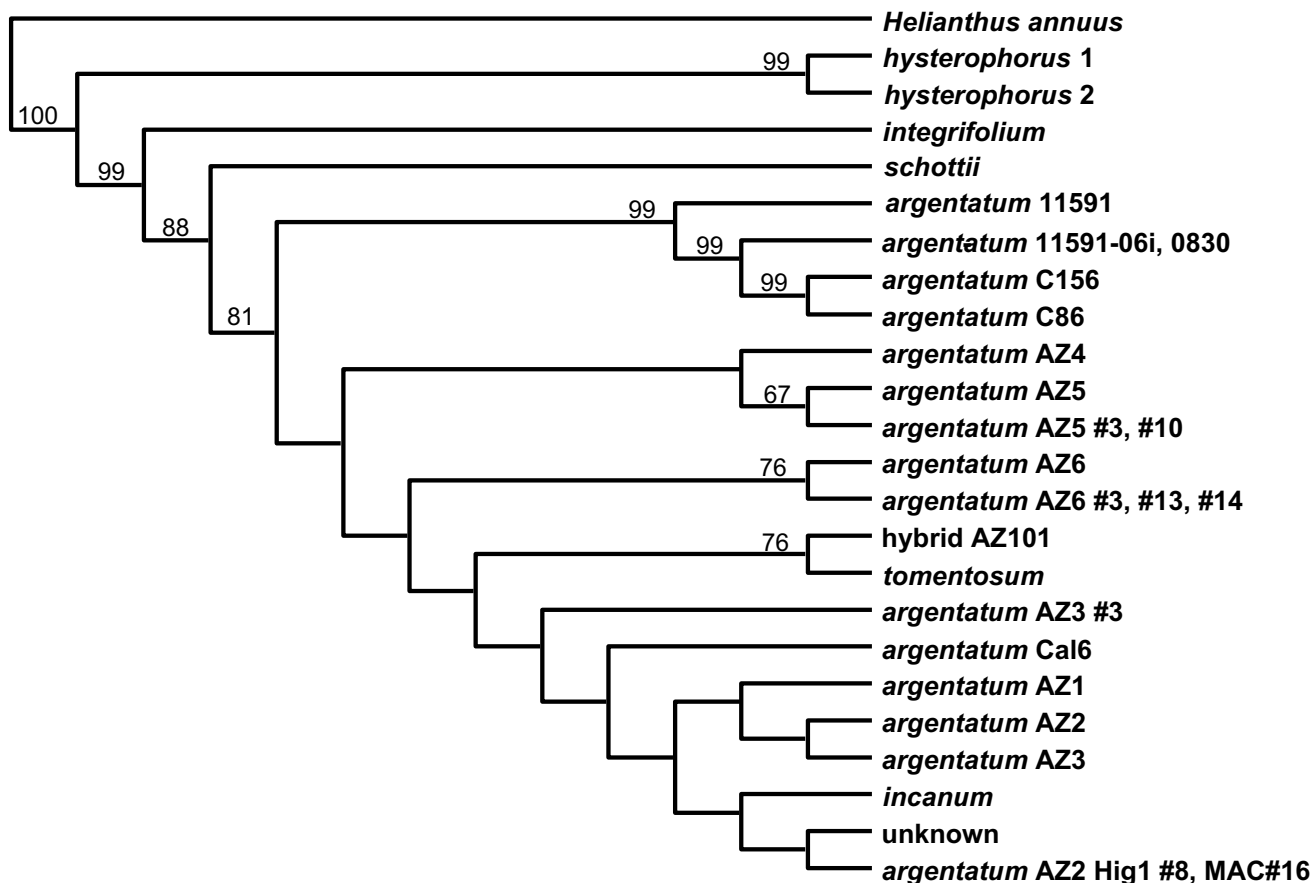 Helianthus annuus
99 hysterophorus 1
hysterophorus 2
100
integrifolium
99
schottii
99 argentatum 11591
88
99 argentatum 11591-06i, 0830
99 argentatum C156
81 argentatum C86
argentatum AZ4
67 argentatum AZ5
argentatum AZ5 #3, #10
76 argentatum AZ6
argentatum AZ6 #3, #13, #14
76 hybrid AZ101
tomentosum
argentatum AZ3 #3
argentatum Cal6
argentatum AZ1
argentatum AZ2
argentatum AZ3
incanum
unknown
argentatum AZ2 Hig1 #8, MAC#16